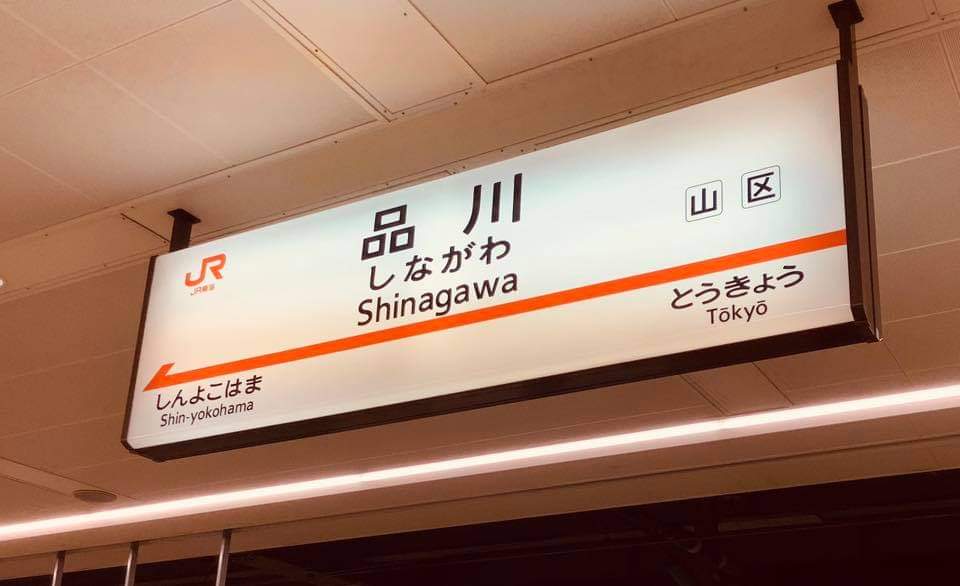 JR
JR東海
品川
しながわ
Shinagawa
山 区
しんよこはま
Shin-yokohama
とうきょう
Tōkyō